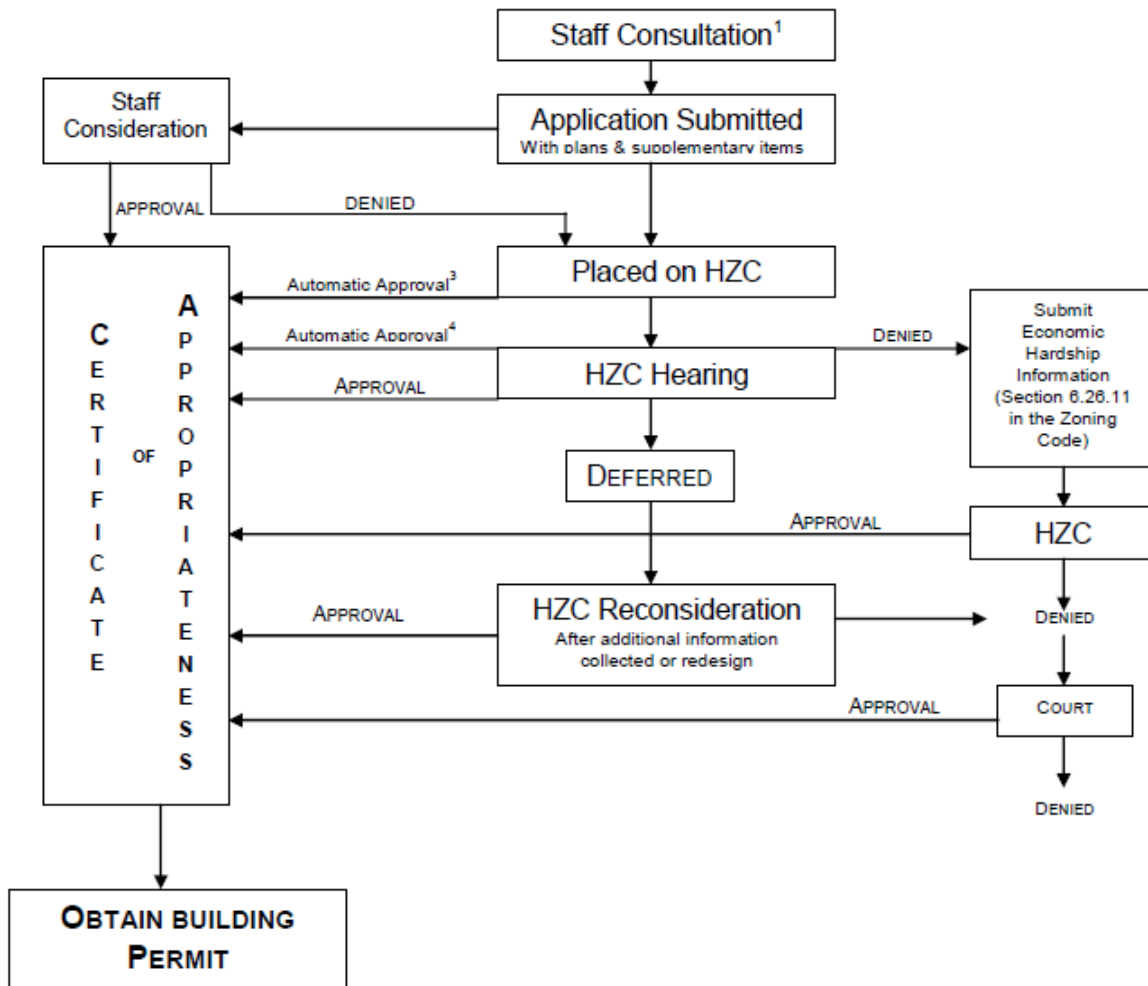 Staff Consultation1
Staff
Consideration
Application Submitted
With plans & supplementary items
APPROVAL
DENIED
Placed on HZC
Automatic Approval3
Automatic Approval4
DENIED
Submit
Economic
Hardship
Information
(Section 6.26.11
in the Zoning
Code)
HZC Hearing
APPROVAL
CERTIFICATE
OF
APPROPRIATENESS
DEFERRED
APPROVAL
HZC
HZC Reconsideration
After additional information
collected or redesign
APPROVAL
DENIED
APPROVAL
COURT
DENIED
OBTAIN BUILDING
PERMIT